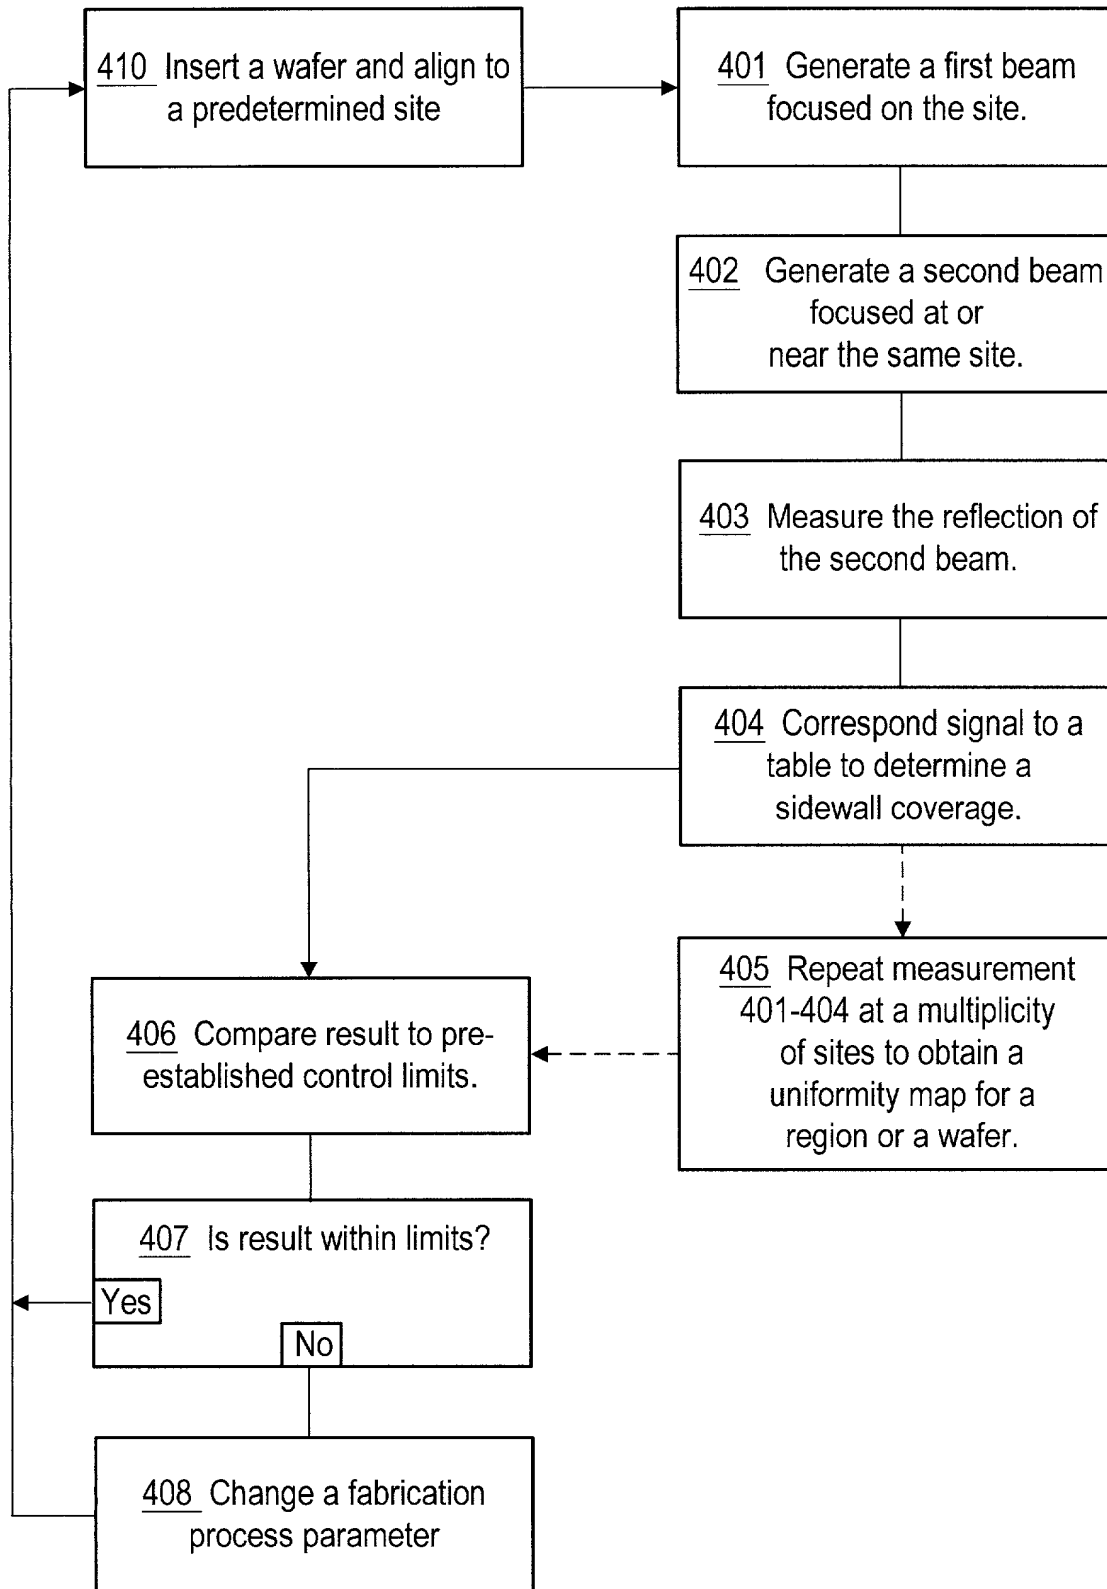 410 Insert a wafer and align to
a predetermined site
401 Generate a first beam
focused on the site.
402 Generate a second beam
focused at or
near the same site.
403 Measure the reflection of
the second beam.
404 Correspond signal to a
table to determine a
sidewall coverage.
405 Repeat measurement
401-404 at a multiplicity
of sites to obtain a
uniformity map for a
region or a wafer.
406 Compare result to pre-
established control limits.
407 Is result within limits?
Yes
No
408 Change a fabrication
process parameter